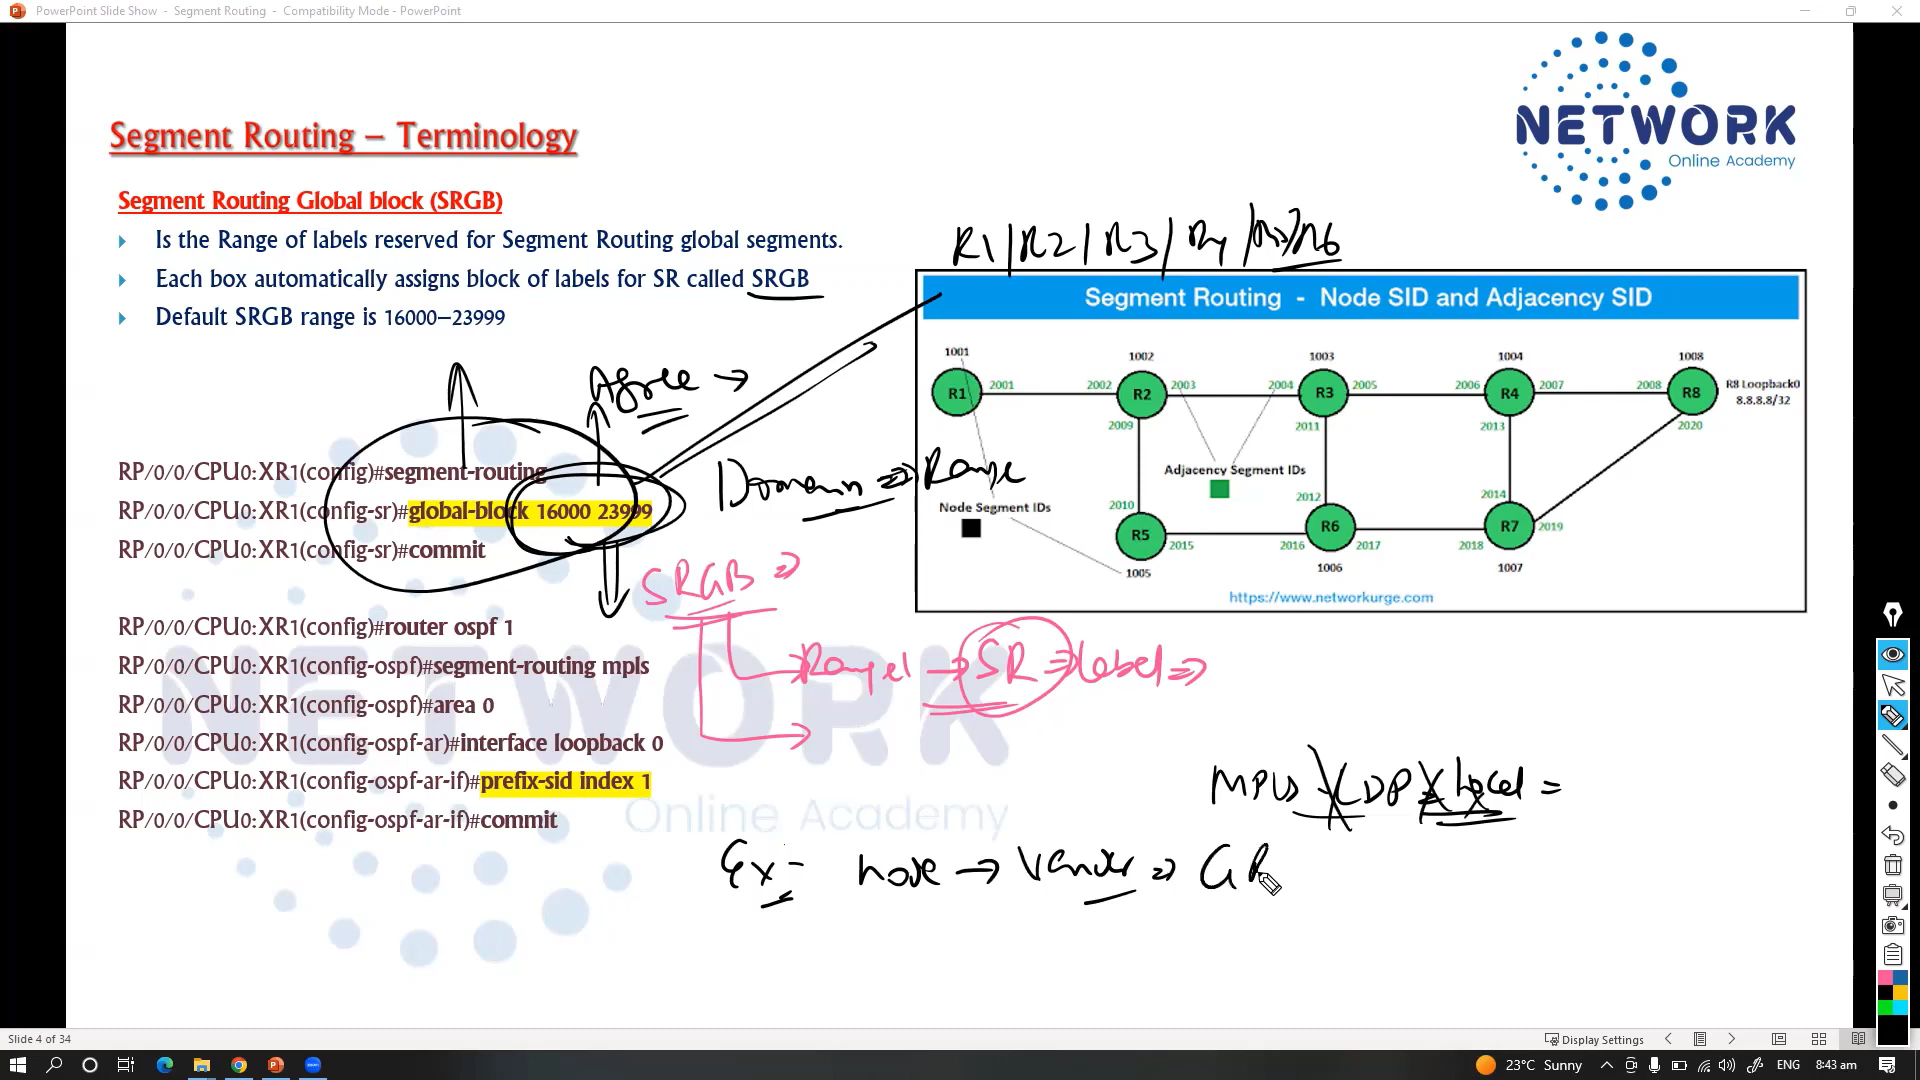 PowerPoint Slide Show - Segment Routing - Compatibility Mode - PowerPoint
NETWORK
Online Academy
Segment Routing – Terminology
Segment Routing Global block (SRGB)
Is the Range of labels reserved for Segment Routing global segments.
Each box automatically assigns block of labels for SR called SRGB
Default SRGB range is 16000–23999
R1 / R2 / R3 / R4 / R5/R6
Agree →
Domain ⇒ Range
RP/0/0/CPU0:XR1(config)#segment-routing
RP/0/0/CPU0:XR1(config-sr)#global-block 16000 23999
RP/0/0/CPU0:XR1(config-sr)#commit
SRGB ⇒
→ SR ⇒ label ⇒
RP/0/0/CPU0:XR1(config)#router ospf 1
RP/0/0/CPU0:XR1(config-ospf)#segment-routing mpls
RP/0/0/CPU0:XR1(config-ospf)#area 0
RP/0/0/CPU0:XR1(config-ospf-ar)#interface loopback 0
RP/0/0/CPU0:XR1(config-ospf-ar-if)#prefix-sid index 1
RP/0/0/CPU0:XR1(config-ospf-ar-if)#commit
Segment Routing - Node SID and Adjacency SID
1001 1002 1003 1004 1008
R1 2001 2002 R2 2003 2004 R3 2005 2006 R4 2007 2008 R8 R8 Loopback0
8.8.8.8/32
2009 2011 2013 2020
Adjacency Segment IDs
Node Segment IDs
2010 2012 2014
R5 2015 2016 R6 2017 2018 R7 2019
1005 1006 1007
https://www.networkurge.com
MPLS LDP Local =
Ex - node → Vendor ⇒ GB
NETWORK
Online Academy
Slide 4 of 34
Display Settings
23°C Sunny
ENG
8:43 am